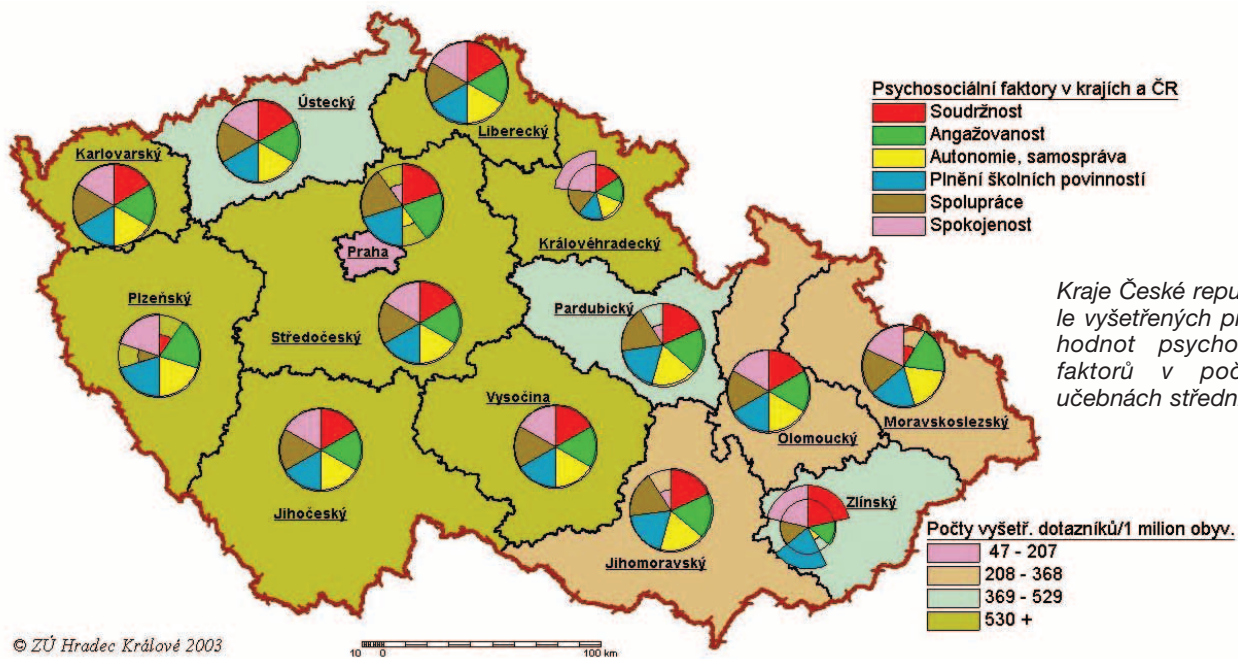 Ústecký
Liberecký
Karlovarský
Praha
Královéhradecký
Plzeňský
Středočeský
Pardubický
Vysočina
Jihočeský
Olomoucký
Moravskoslezský
Jihomoravský
Zlínský
Psychosociální faktory v krajích a ČR
Soudržnost
Angažovanost
Autonomie, samospráva
Plnění školních povinností
Spolupráce
Spokojenost
Kraje České repu
le vyšetřených p
hodnot psycho
faktorů v poč
učebnách středn
Počty vyšetř. dotazníků/1 milion obyv.
47 - 207
208 - 368
369 - 529
530 +
© ZÚ Hradec Králové 2003
10 0 100 km